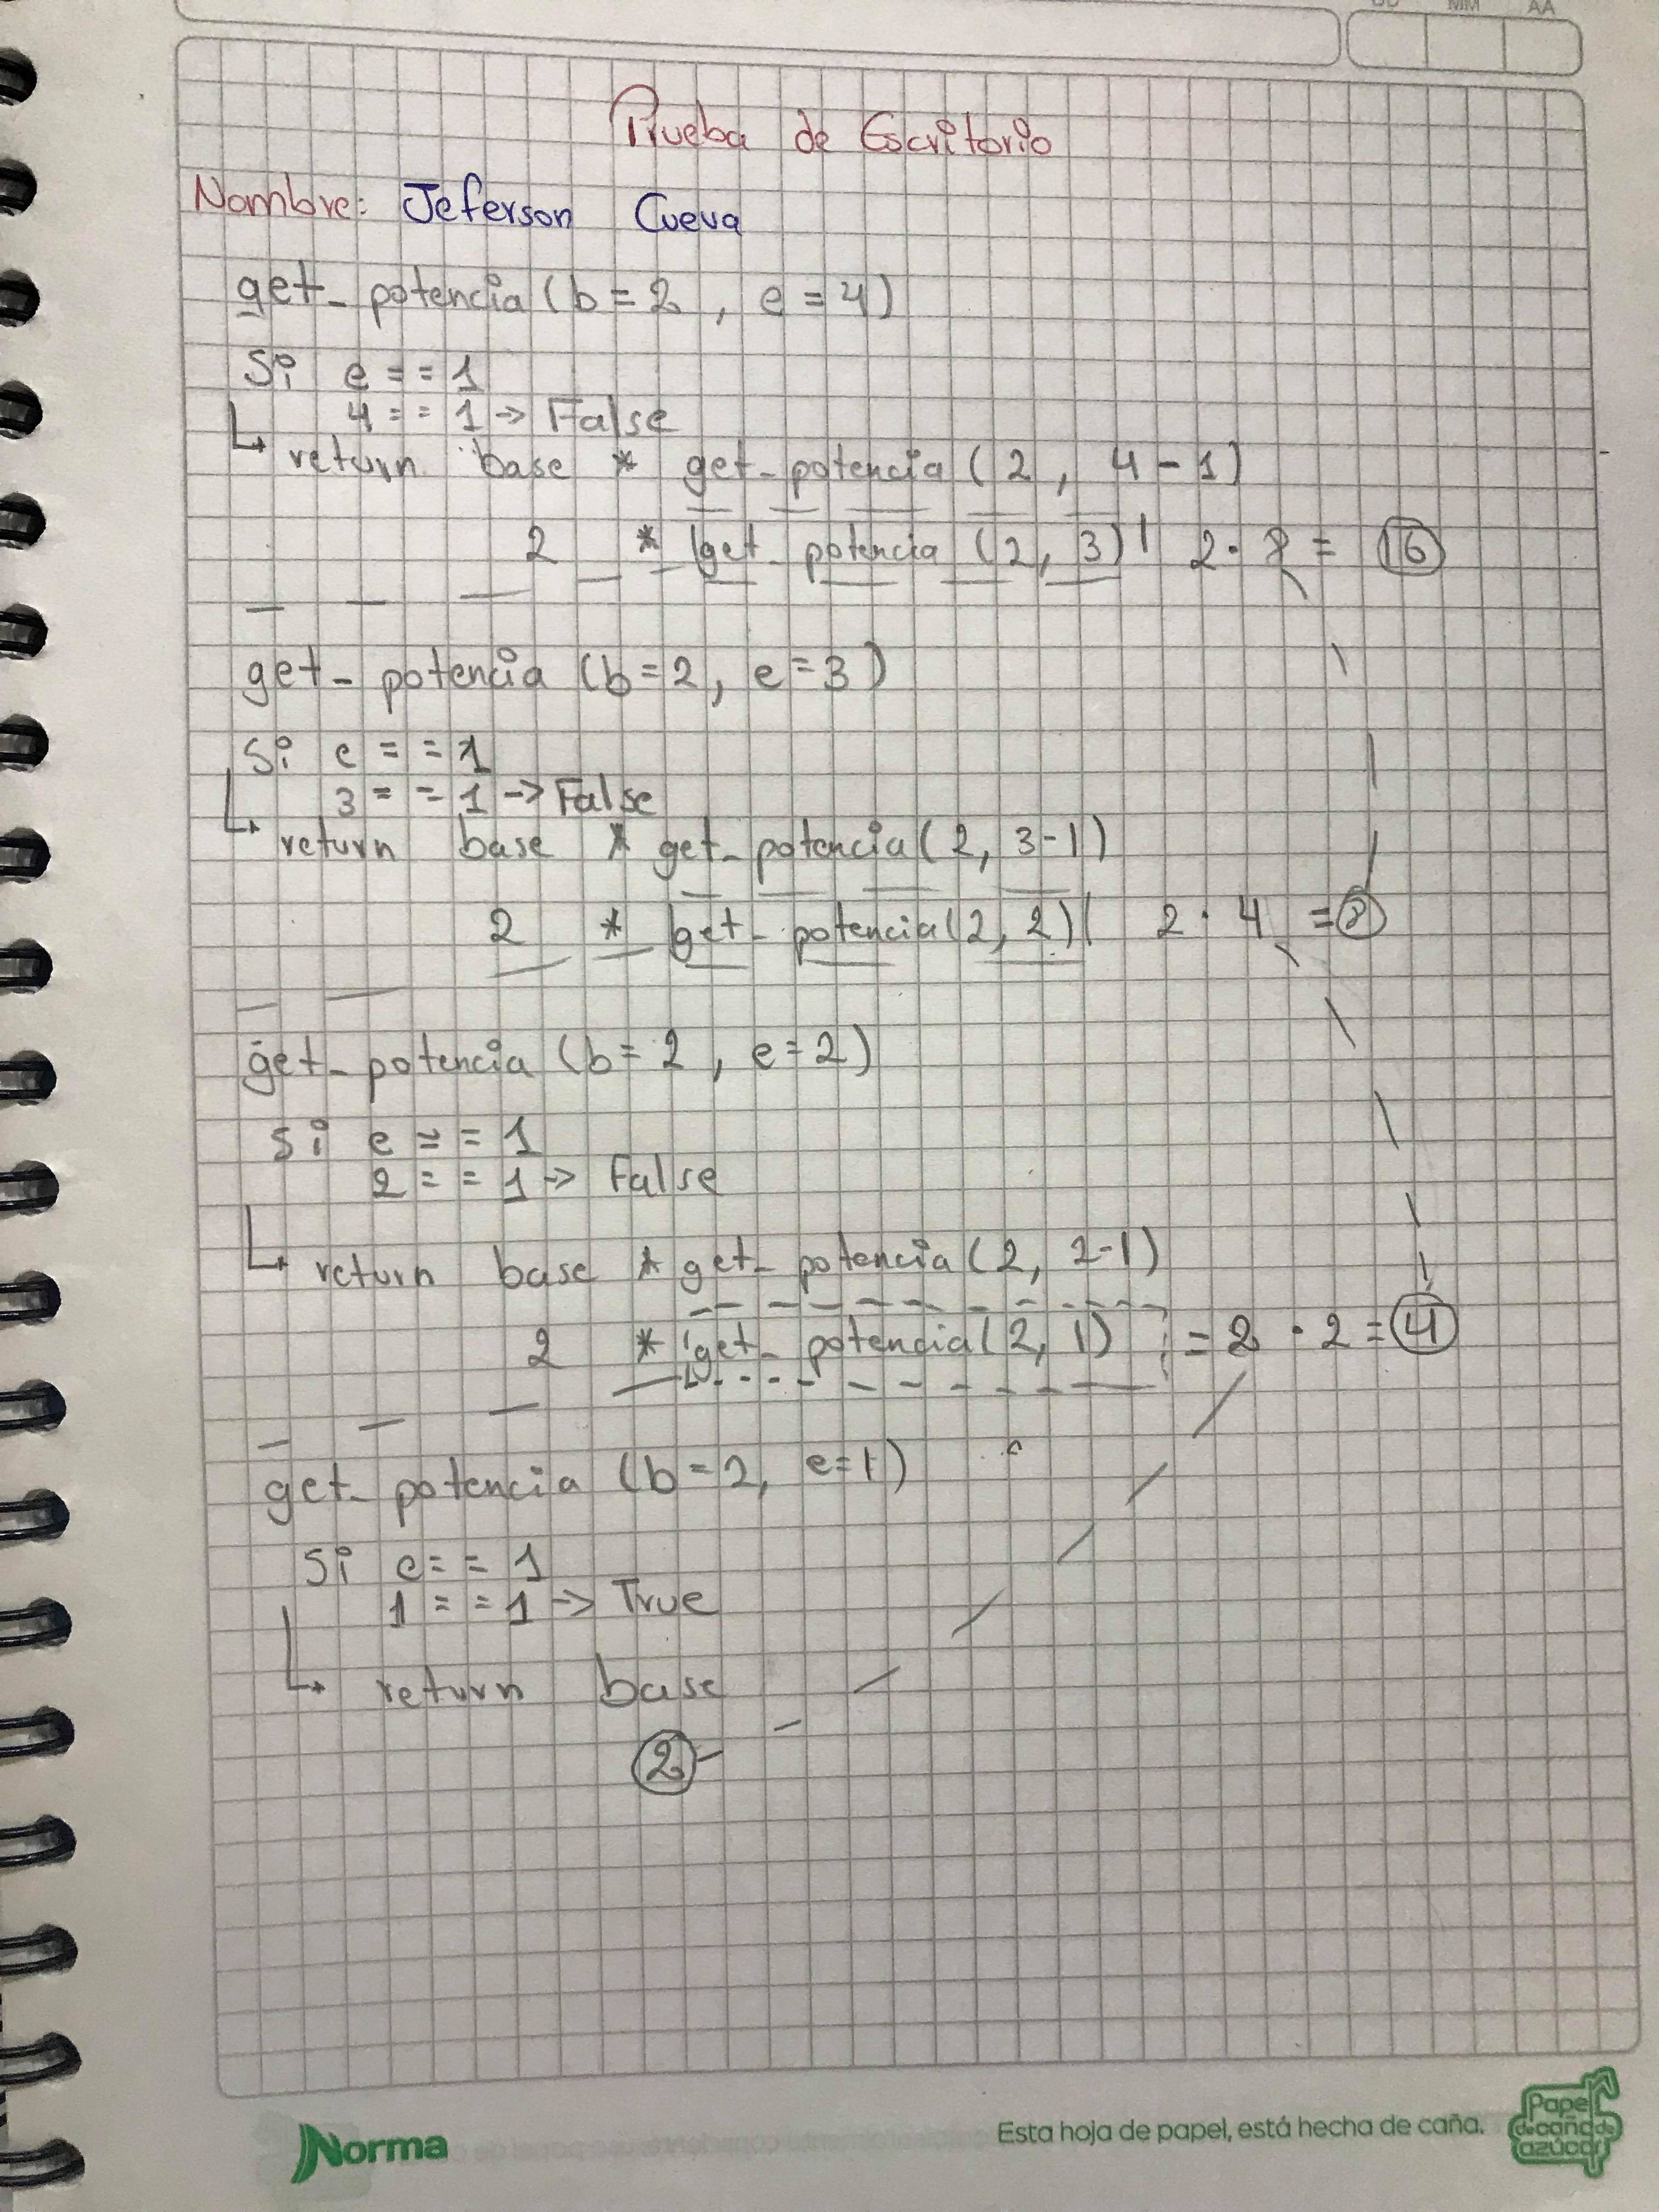 DD MM AA
Prueba de Escritorio
Nombre: Jeferson Cueva
get_potencia (b=2, e=4)
Si e==1
4==1 -> False
return base * get_potencia (2, 4-1)
2 * get_potencia (2, 3) 2·8 = 16
get_potencia (b=2, e=3)
Si e==1
3==1 -> False
return base * get_potencia (2, 3-1)
2 * get_potencia (2, 2) 2·4 = 8
get_potencia (b=2, e=2)
Si e==1
2==1 -> False
return base * get_potencia (2, 2-1)
2 * get_potencia (2, 1) = 2·2 = 4
get_potencia (b=2, e=1)
Si e==1
1==1 -> True
return base
2
Norma
Esta hoja de papel, está hecha de caña.
Papel
de caña de
azúcar